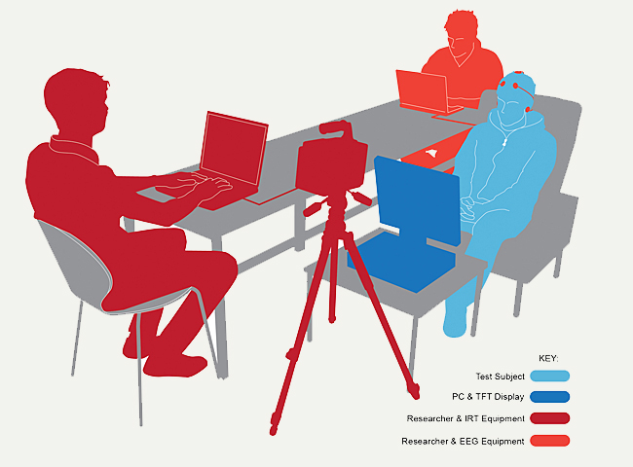 KEY:
Test Subject
PC & TFT Display
Researcher & IRT Equipment
Researcher & EEG Equipment